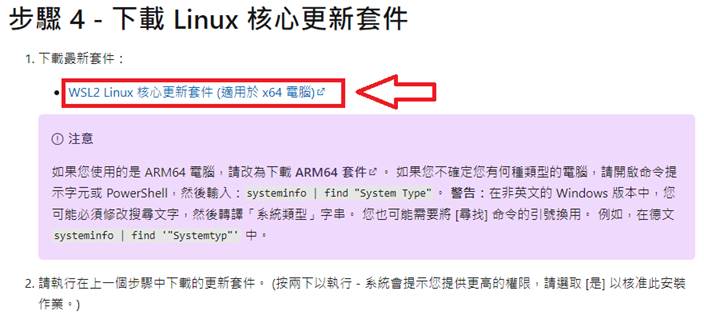 步驟 4 - 下載 Linux 核心更新套件
1. 下載最新套件：
• WSL2 Linux 核心更新套件 (適用於 x64 電腦)
注意
如果您使用的是 ARM64 電腦，請改為下載 ARM64 套件。 如果您不確定您有何種類型的電腦，請開啟命令提
示字元或 PowerShell，然後輸入：systeminfo | find "System Type"。 警告：在非英文的 Windows 版本中，您
可能必須修改搜尋文字，然後轉譯「系統類型」字串。 您也可能需要將 [尋找] 命令的引號換用。 例如，在德文
systeminfo | find '"Systemtyp"' 中。
2. 請執行在上一個步驟中下載的更新套件。 (按兩下以執行 - 系統會提示您提供更高的權限，請選取 [是] 以核准此安裝
作業。)